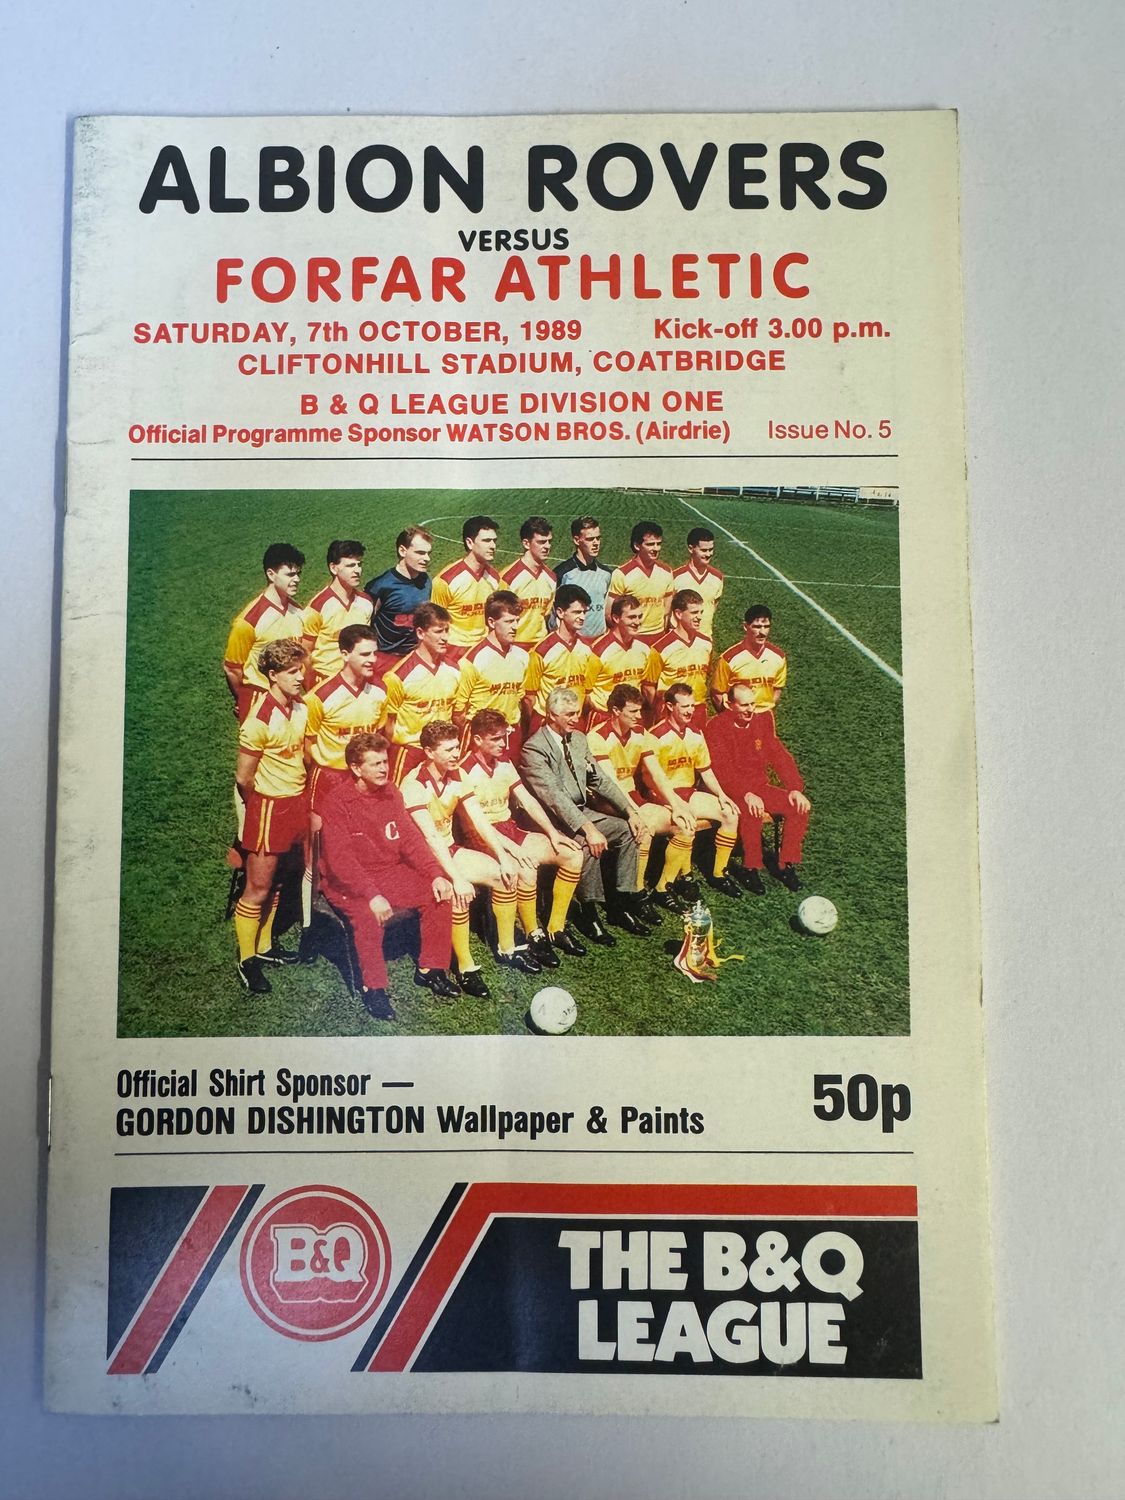 ALBION ROVERS
VERSUS
FORFAR ATHLETIC
SATURDAY, 7th OCTOBER, 1989 Kick-off 3.00 p.m.
CLIFTONHILL STADIUM, COATBRIDGE
B & Q LEAGUE DIVISION ONE
Official Programme Sponsor WATSON BROS. (Airdrie) Issue No. 5
C
Official Shirt Sponsor —
GORDON DISHINGTON Wallpaper & Paints
50p
B&Q
THE B&Q
LEAGUE